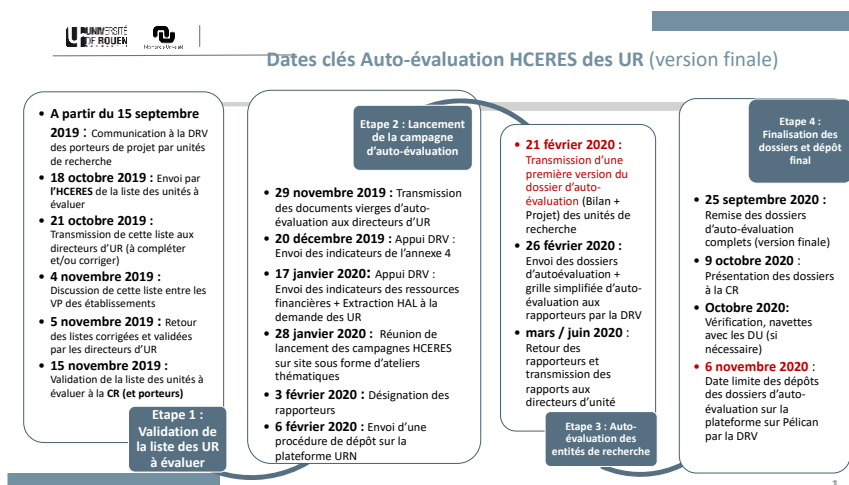 UNIVERSITÉ
DE ROUEN
Dates clés Auto-évaluation HCERES des UR (version finale)
• A partir du 15 septembre
2019 : Communication à la DRV
des porteurs de projet par unités
de recherche
• 18 octobre 2019 : Envoi par
l'HCERES de la liste des unités à
évaluer
• 21 octobre 2019 :
Transmission de cette liste aux
directeurs d'UR (à compléter
et/ou corriger)
• 4 novembre 2019 :
Discussion de cette liste entre les
VP des établissements
• 5 novembre 2019 : Retour
des listes corrigées et validées
par les directeurs d'UR
• 15 novembre 2019 :
Validation de la liste des unités à
évaluer à la CR (et porteurs)
Etape 1 :
Validation de
la liste des UR
à évaluer
Etape 2 : Lancement
de la campagne
d'auto-évaluation
• 29 novembre 2019 : Transmission
des documents vierges d'auto-
évaluation aux directeurs d'UR
• 20 décembre 2019 : Appui DRV :
Envoi des indicateurs de l'annexe 4
• 17 janvier 2020: Appui DRV :
Envoi des indicateurs des ressources
financières + Extraction HAL à la
demande des UR
• 28 janvier 2020 : Réunion de
lancement des campagnes HCERES
sur site sous forme d'ateliers
thématiques
• 3 février 2020 : Désignation des
rapporteurs
• 6 février 2020 : Envoi d'une
procédure de dépôt sur la
plateforme URN
• 21 février 2020 :
Transmission d'une
première version du
dossier d'auto-
évaluation (Bilan +
Projet) des unités de
recherche
• 26 février 2020 :
Envoi des dossiers
d'autoévaluation +
grille simplifiée d'auto-
évaluation aux
rapporteurs par la DRV
• mars / juin 2020 :
Retour des
rapporteurs et
transmission des
rapports aux
directeurs d'unité
Etape 3 : Auto-
évaluation des
entités de recherche
Etape 4 :
Finalisation des
dossiers et dépôt
final
• 25 septembre 2020 :
Remise des dossiers
d'auto-évaluation
complets (version finale)
• 9 octobre 2020 :
Présentation des dossiers
à la CR
• Octobre 2020:
Vérification, navettes
avec les DU (si
nécessaire)
• 6 novembre 2020 :
Date limite des dépôts
des dossiers d'auto-
évaluation sur la
plateforme sur Pélican
par la DRV
1